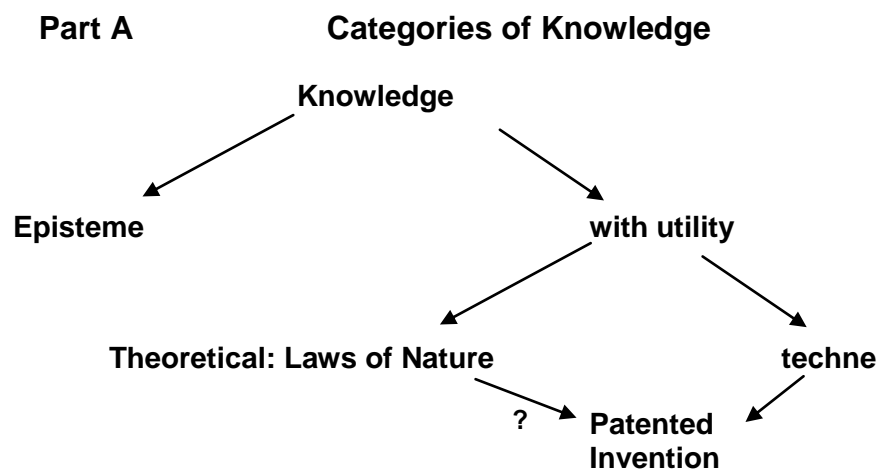 Part A Categories of Knowledge
Knowledge
Episteme with utility
Theoretical: Laws of Nature techne
? Patented
Invention